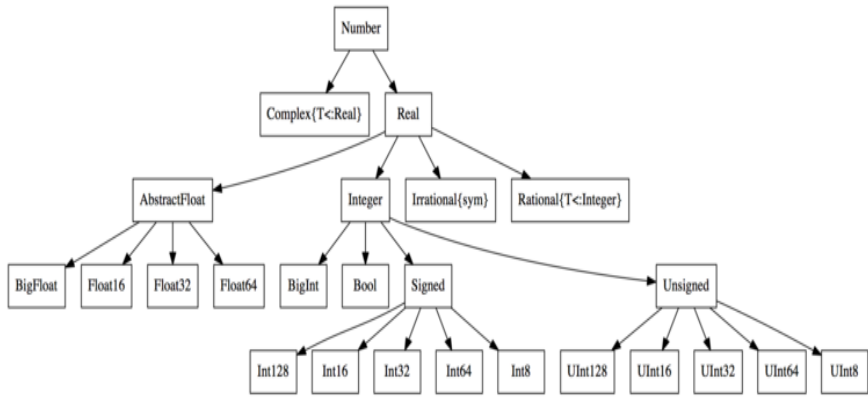 Number
Complex{T<:Real} Real
AbstractFloat Integer Irrational{sym} Rational{T<:Integer}
BigFloat Float16 Float32 Float64 BigInt Bool Signed Unsigned
Int128 Int16 Int32 Int64 Int8 UInt128 UInt16 UInt32 UInt64 UInt8